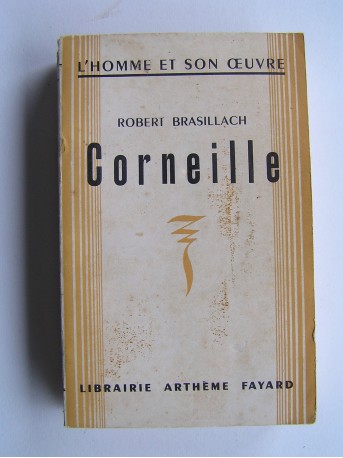 L'HOMME ET SON ŒUVRE
ROBERT BRASILLACH
Corneille
LIBRAIRIE ARTHÈME FAYARD